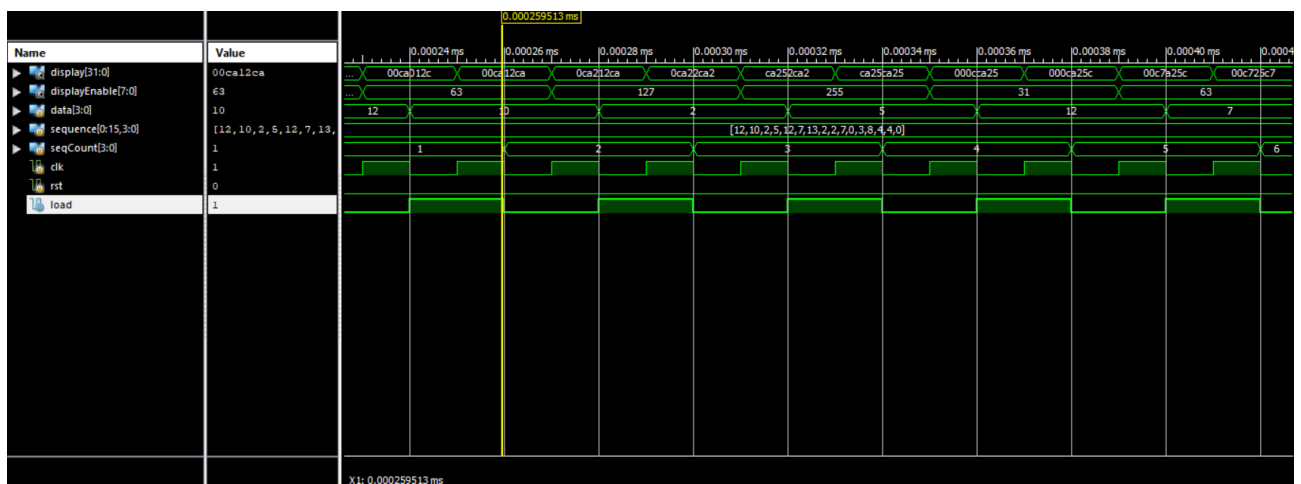 0.000259513 ms
Name Value 0.00024 ms 0.00026 ms 0.00028 ms 0.00030 ms 0.00032 ms 0.00034 ms 0.00036 ms 0.00038 ms 0.00040 ms 0.0004
display[31:0] 00ca12ca ... 00ca012c 00ca12ca 0ca212ca 0ca22ca2 ca252ca2 ca25ca25 000cca25 000ca25c 00c7a25c 00c725c7
displayEnable[7:0] 63 ... 63 127 255 31 63
data[3:0] 10 12 10 2 5 12 7
sequence[0:15,3:0] [12,10,2,5,12,7,13, [12,10,2,5,12,7,13,2,2,7,0,3,8,4,4,0]
seqCount[3:0] 1 1 2 3 4 5 6
clk 1
rst 0
load 1
X1: 0.000259513 ms